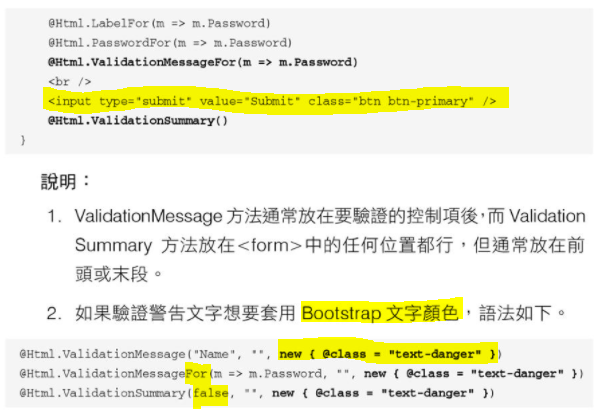 @Html.LabelFor(m => m.Password)
@Html.PasswordFor(m => m.Password)
@Html.ValidationMessageFor(m => m.Password)
<br />
<input type="submit" value="Submit" class="btn btn-primary" />
@Html.ValidationSummary()
}
說明：
1. ValidationMessage 方法通常放在要驗證的控制項後，而 Validation
Summary 方法放在<form>中的任何位置都行，但通常放在前
頭或末段。
2. 如果驗證警告文字想要套用 Bootstrap 文字顏色，語法如下。
@Html.ValidationMessage("Name", "", new { @class = "text-danger" })
@Html.ValidationMessageFor(m => m.Password, "", new { @class = "text-danger" })
@Html.ValidationSummary(false, "", new { @class = "text-danger" })